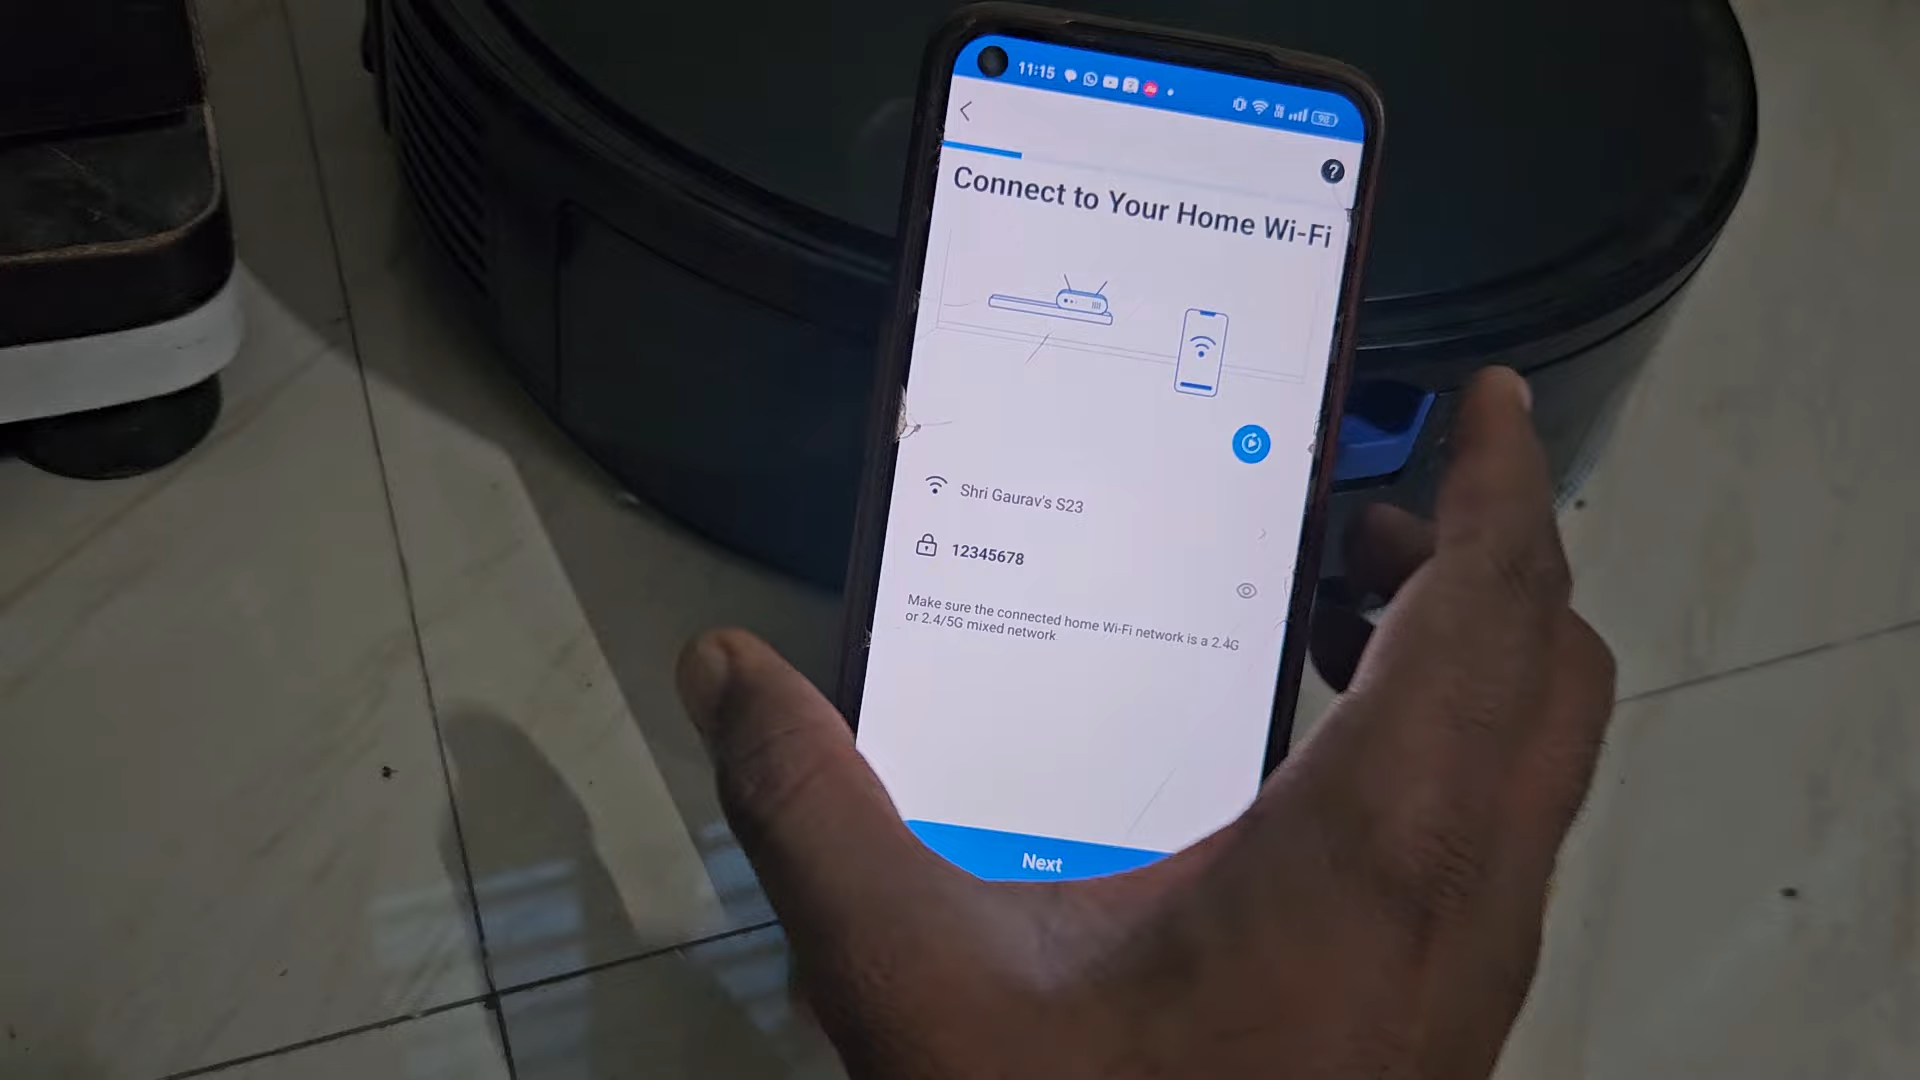 11:15
98
?
Connect to Your Home Wi-Fi
Shri Gaurav's S23
12345678
Make sure the connected home Wi-Fi network is a 2.4G
or 2.4/5G mixed network
Next